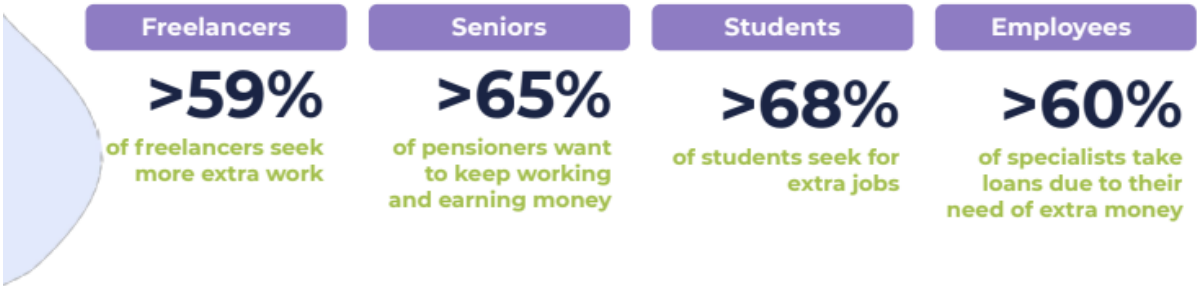 Freelancers
>59%
of freelancers seek
more extra work
Seniors
>65%
of pensioners want
to keep working
and earning money
Students
>68%
of students seek for
extra jobs
Employees
>60%
of specialists take
loans due to their
need of extra money